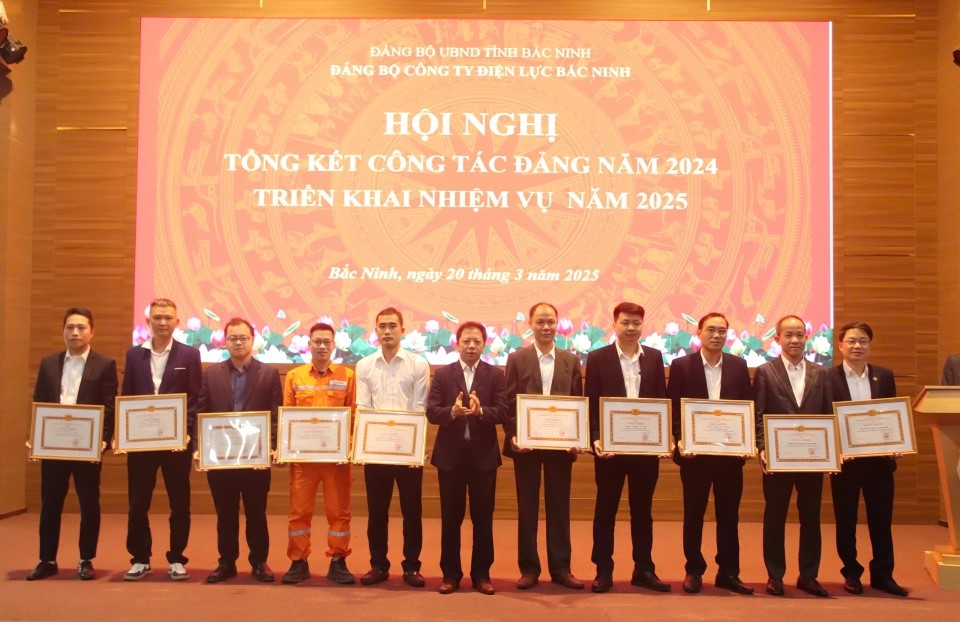 ĐẢNG BỘ UBND TỈNH BẮC NINH
ĐẢNG BỘ CÔNG TY ĐIỆN LỰC BẮC NINH
HỘI NGHỊ
TỔNG KẾT CÔNG TÁC ĐẢNG NĂM 2024
TRIỂN KHAI NHIỆM VỤ NĂM 2025
Bắc Ninh, ngày 20 tháng 3 năm 2025